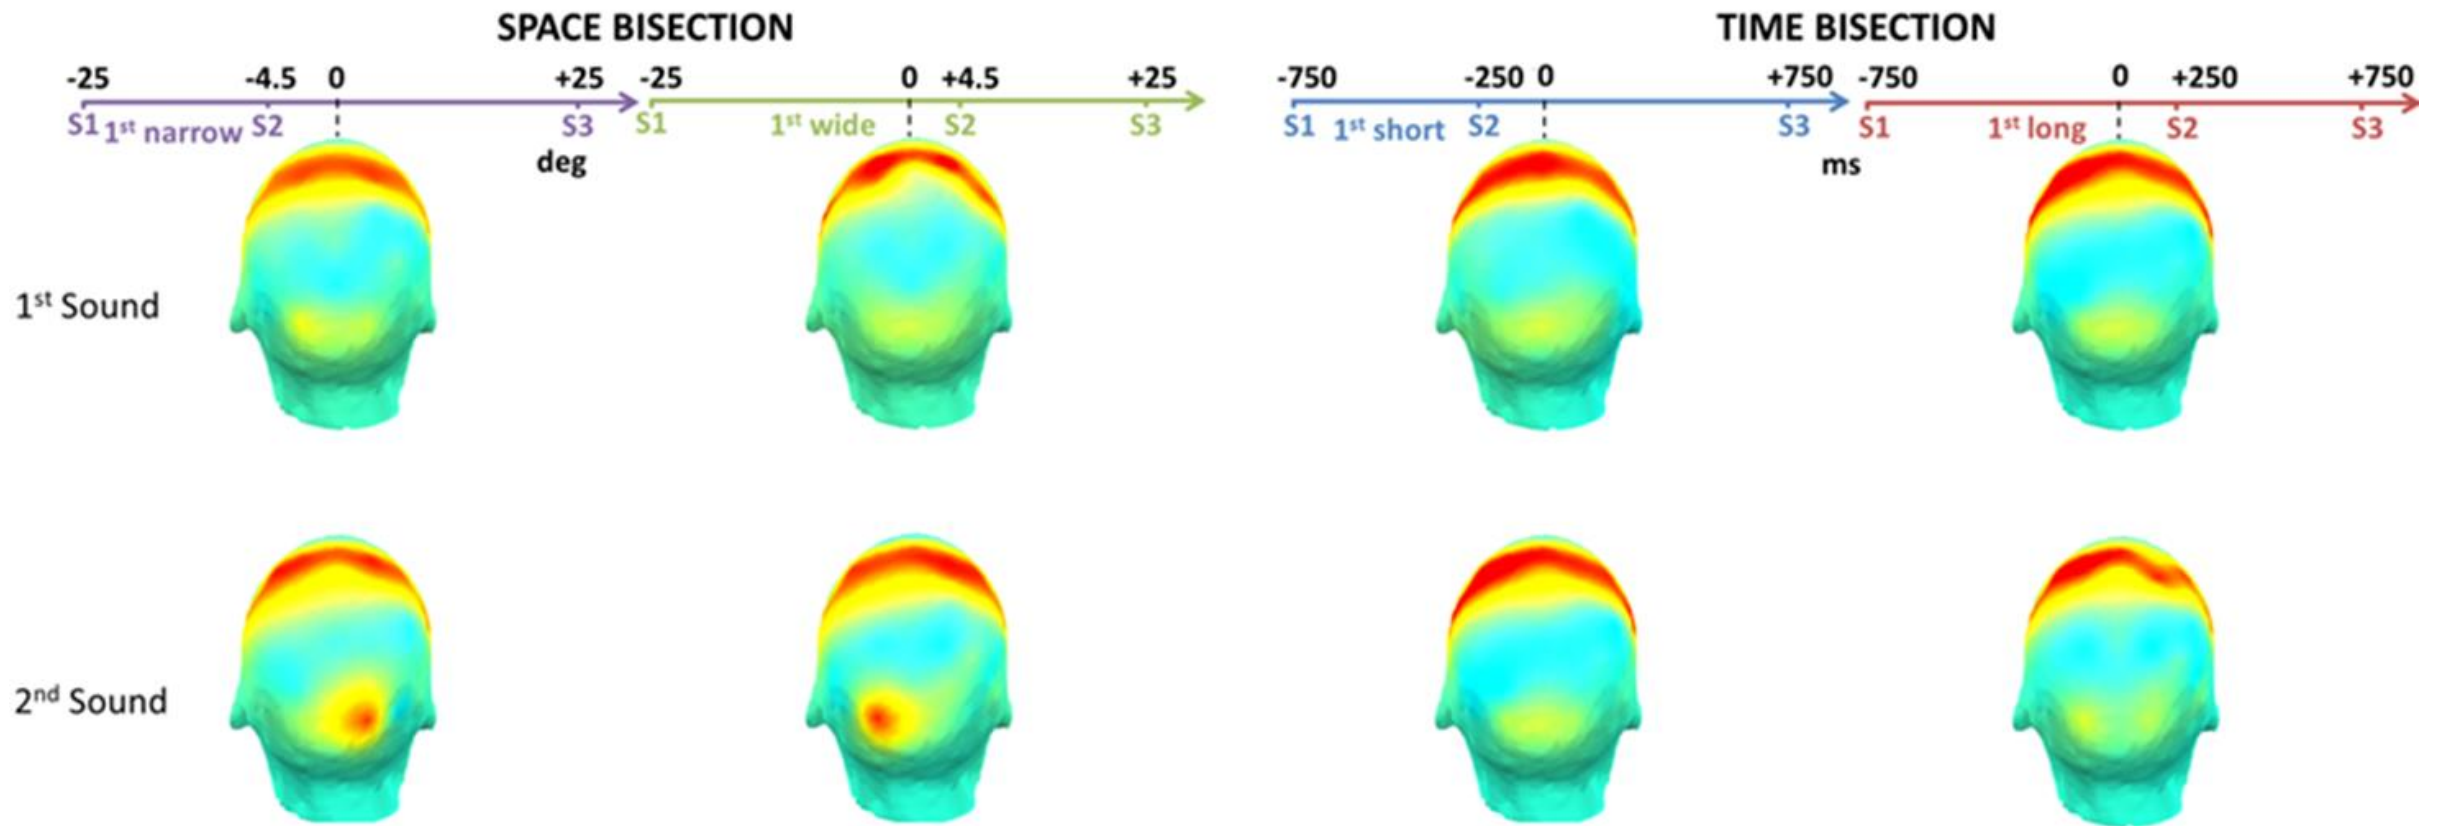 SPACE BISECTION TIME BISECTION
-25 -4.5 0 +25 -25 0 +4.5 +25 -750 -250 0 +750 -750 0 +250 +750
S1 1st narrow S2 S3 S1 1st wide S2 S3 S1 1st short S2 S3 S1 1st long S2 S3
deg ms
1st Sound
2nd Sound